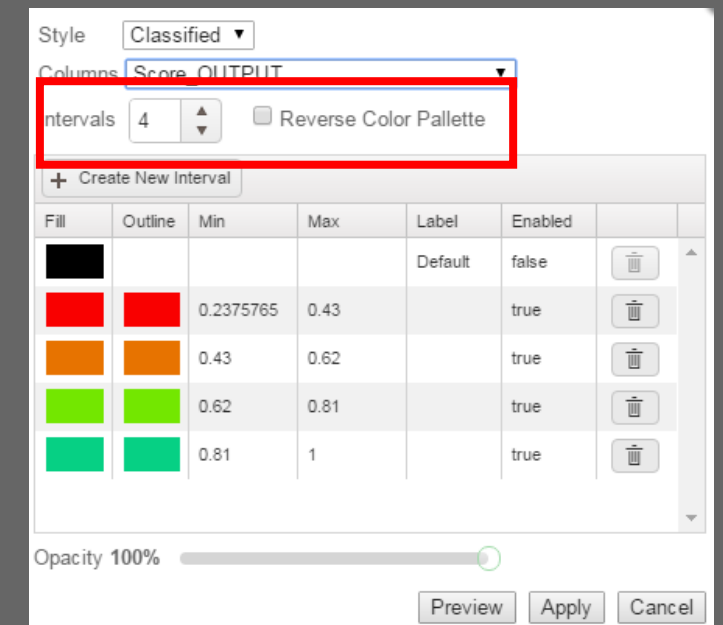 Style Classified ▼
Columns Score_OUTPUT ▼
ntervals 4 Reverse Color Pallette
+ Create New Interval
Fill Outline Min Max Label Enabled
Default false
0.2375765 0.43 true
0.43 0.62 true
0.62 0.81 true
0.81 1 true
Opacity 100%
Preview Apply Cancel